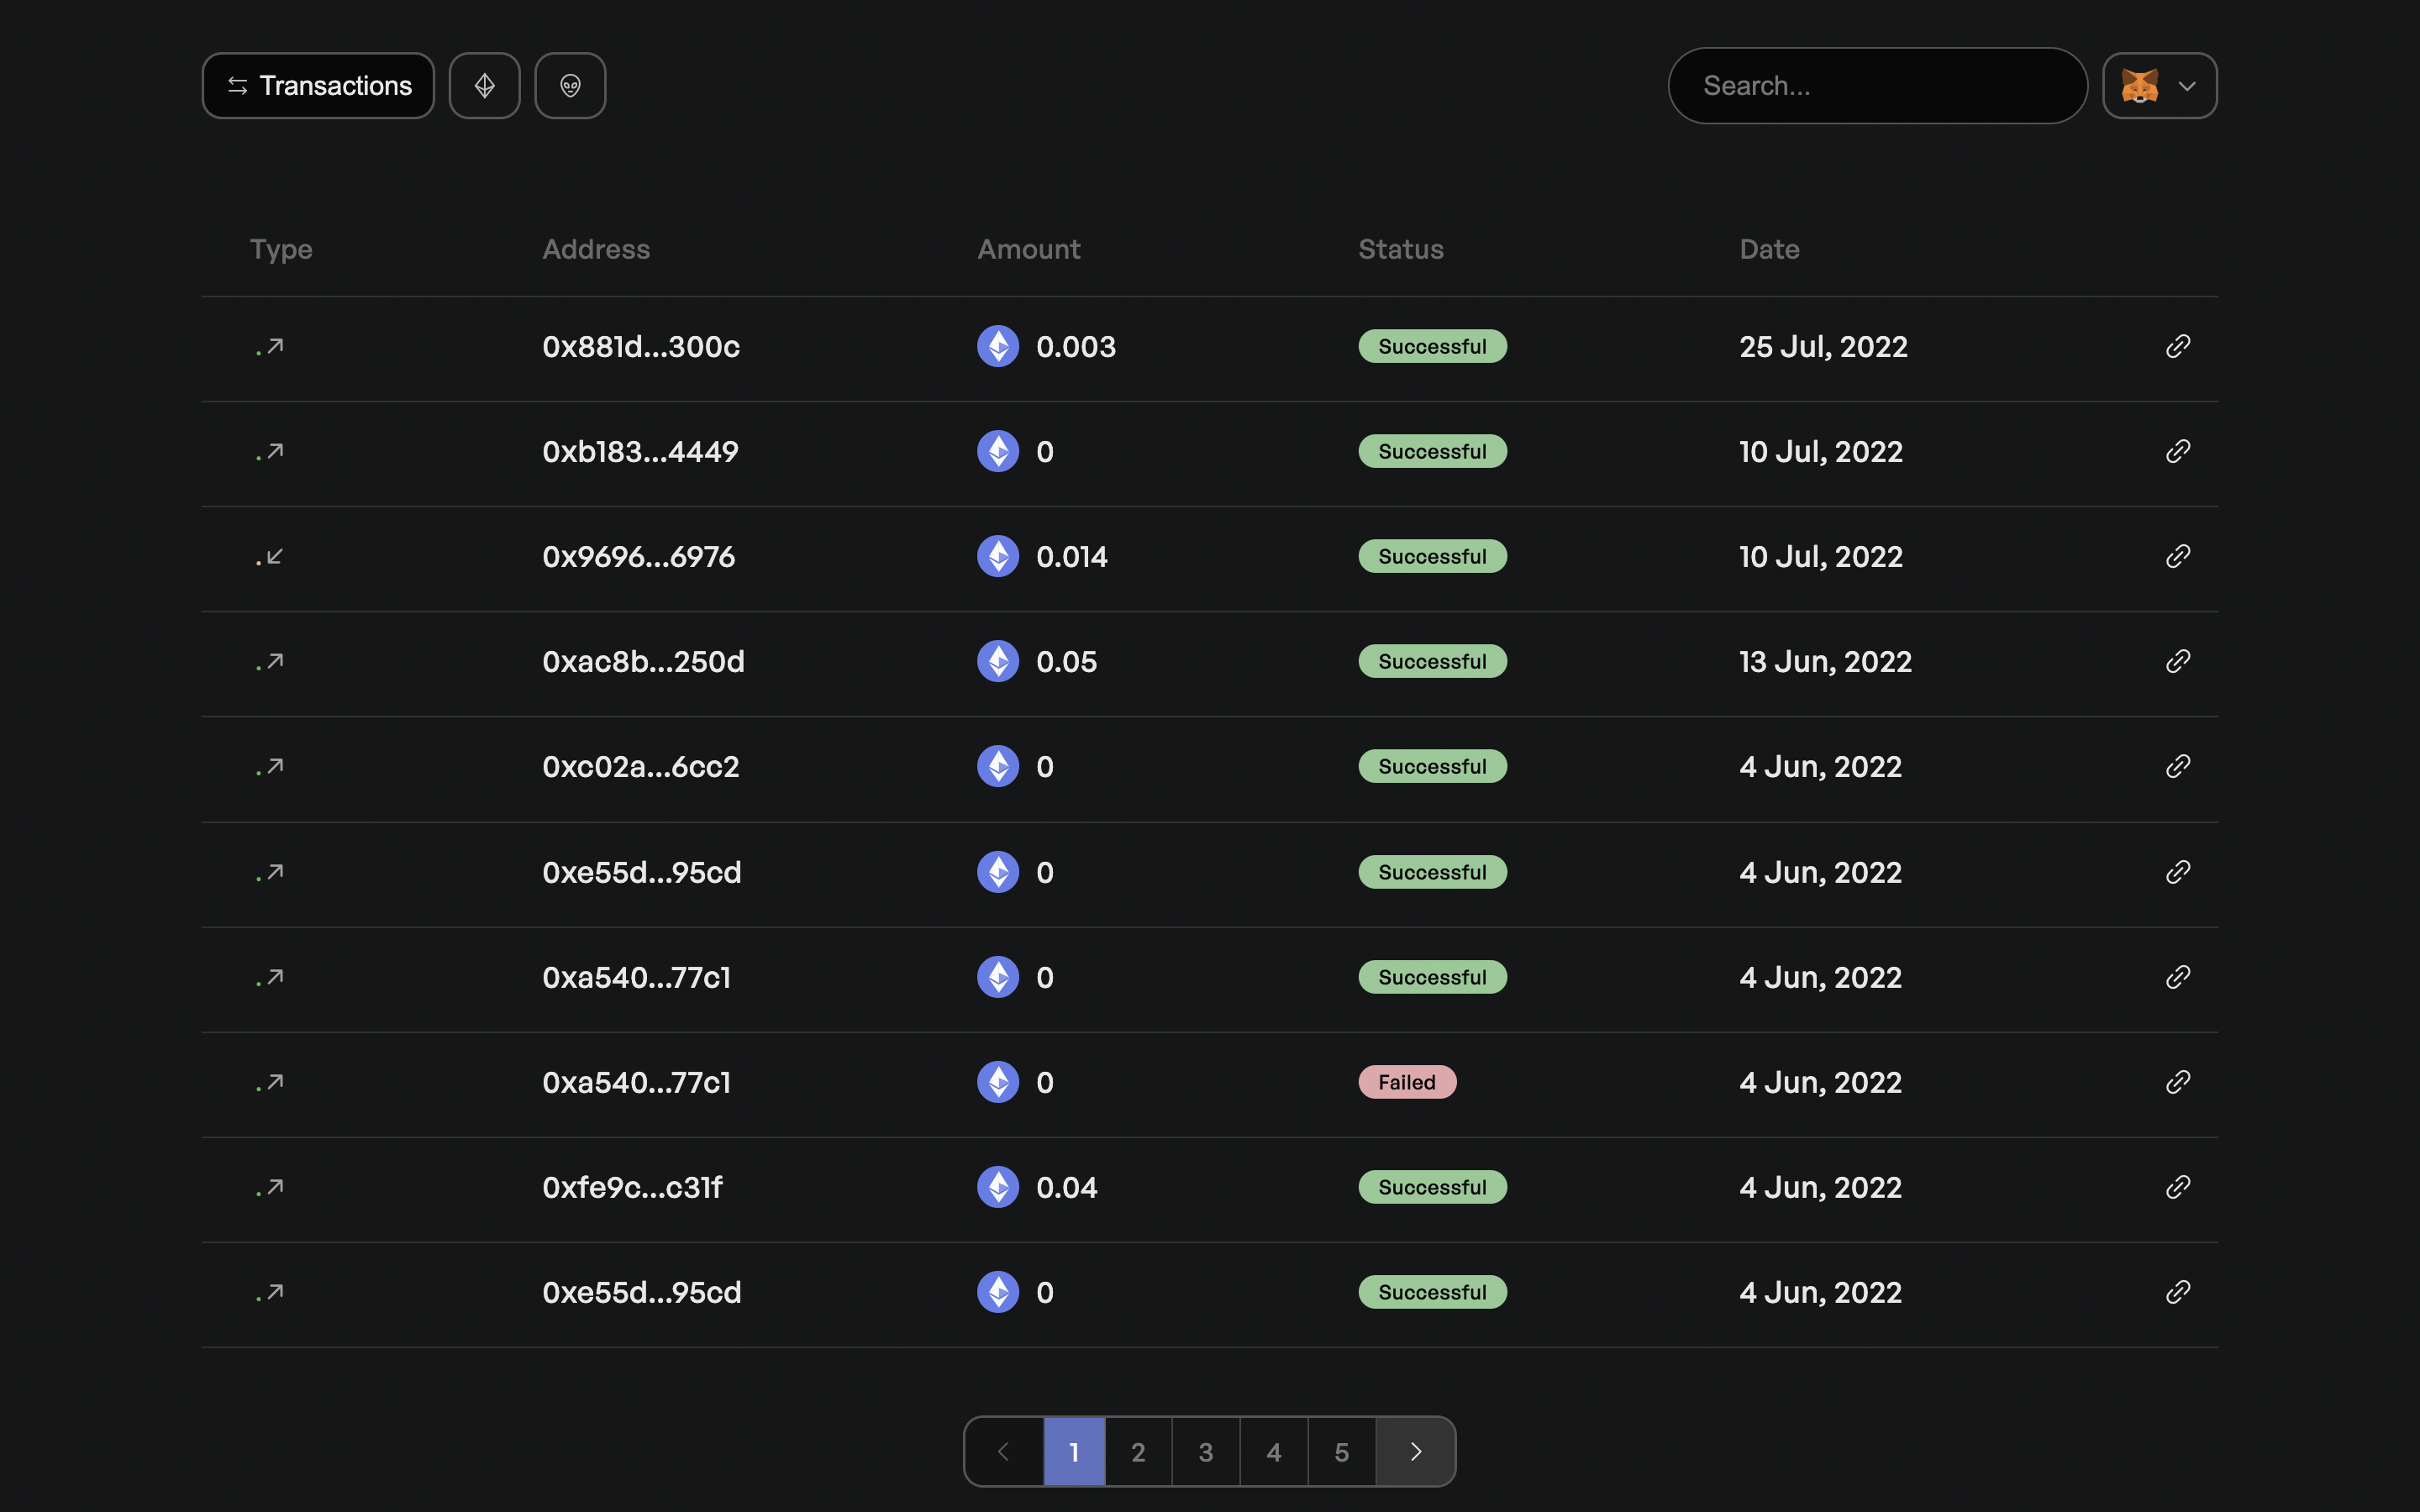 Transactions Search...
Type Address Amount Status Date
0x881d...300c 0.003 Successful 25 Jul, 2022
0xb183...4449 0 Successful 10 Jul, 2022
0x9696...6976 0.014 Successful 10 Jul, 2022
0xac8b...250d 0.05 Successful 13 Jun, 2022
0xc02a...6cc2 0 Successful 4 Jun, 2022
0xe55d...95cd 0 Successful 4 Jun, 2022
0xa540...77c1 0 Successful 4 Jun, 2022
0xa540...77c1 0 Failed 4 Jun, 2022
0xfe9c...c31f 0.04 Successful 4 Jun, 2022
0xe55d...95cd 0 Successful 4 Jun, 2022
1 2 3 4 5